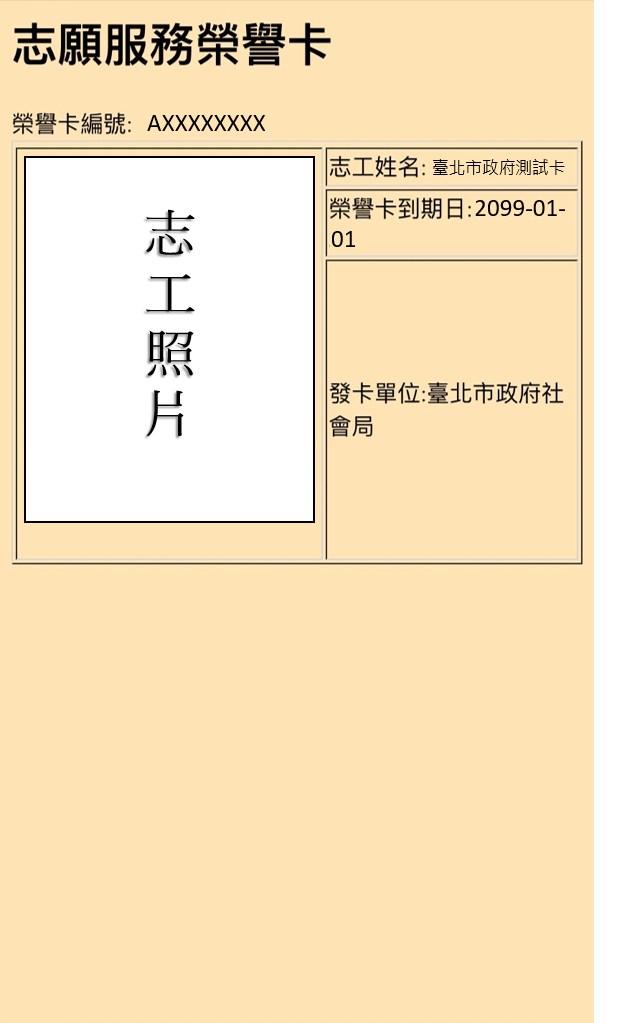 志願服務榮譽卡
榮譽卡編號: AXXXXXXXXX
志工照片
志工姓名: 臺北市政府測試卡
榮譽卡到期日:2099-01-
01
發卡單位:臺北市政府社
會局